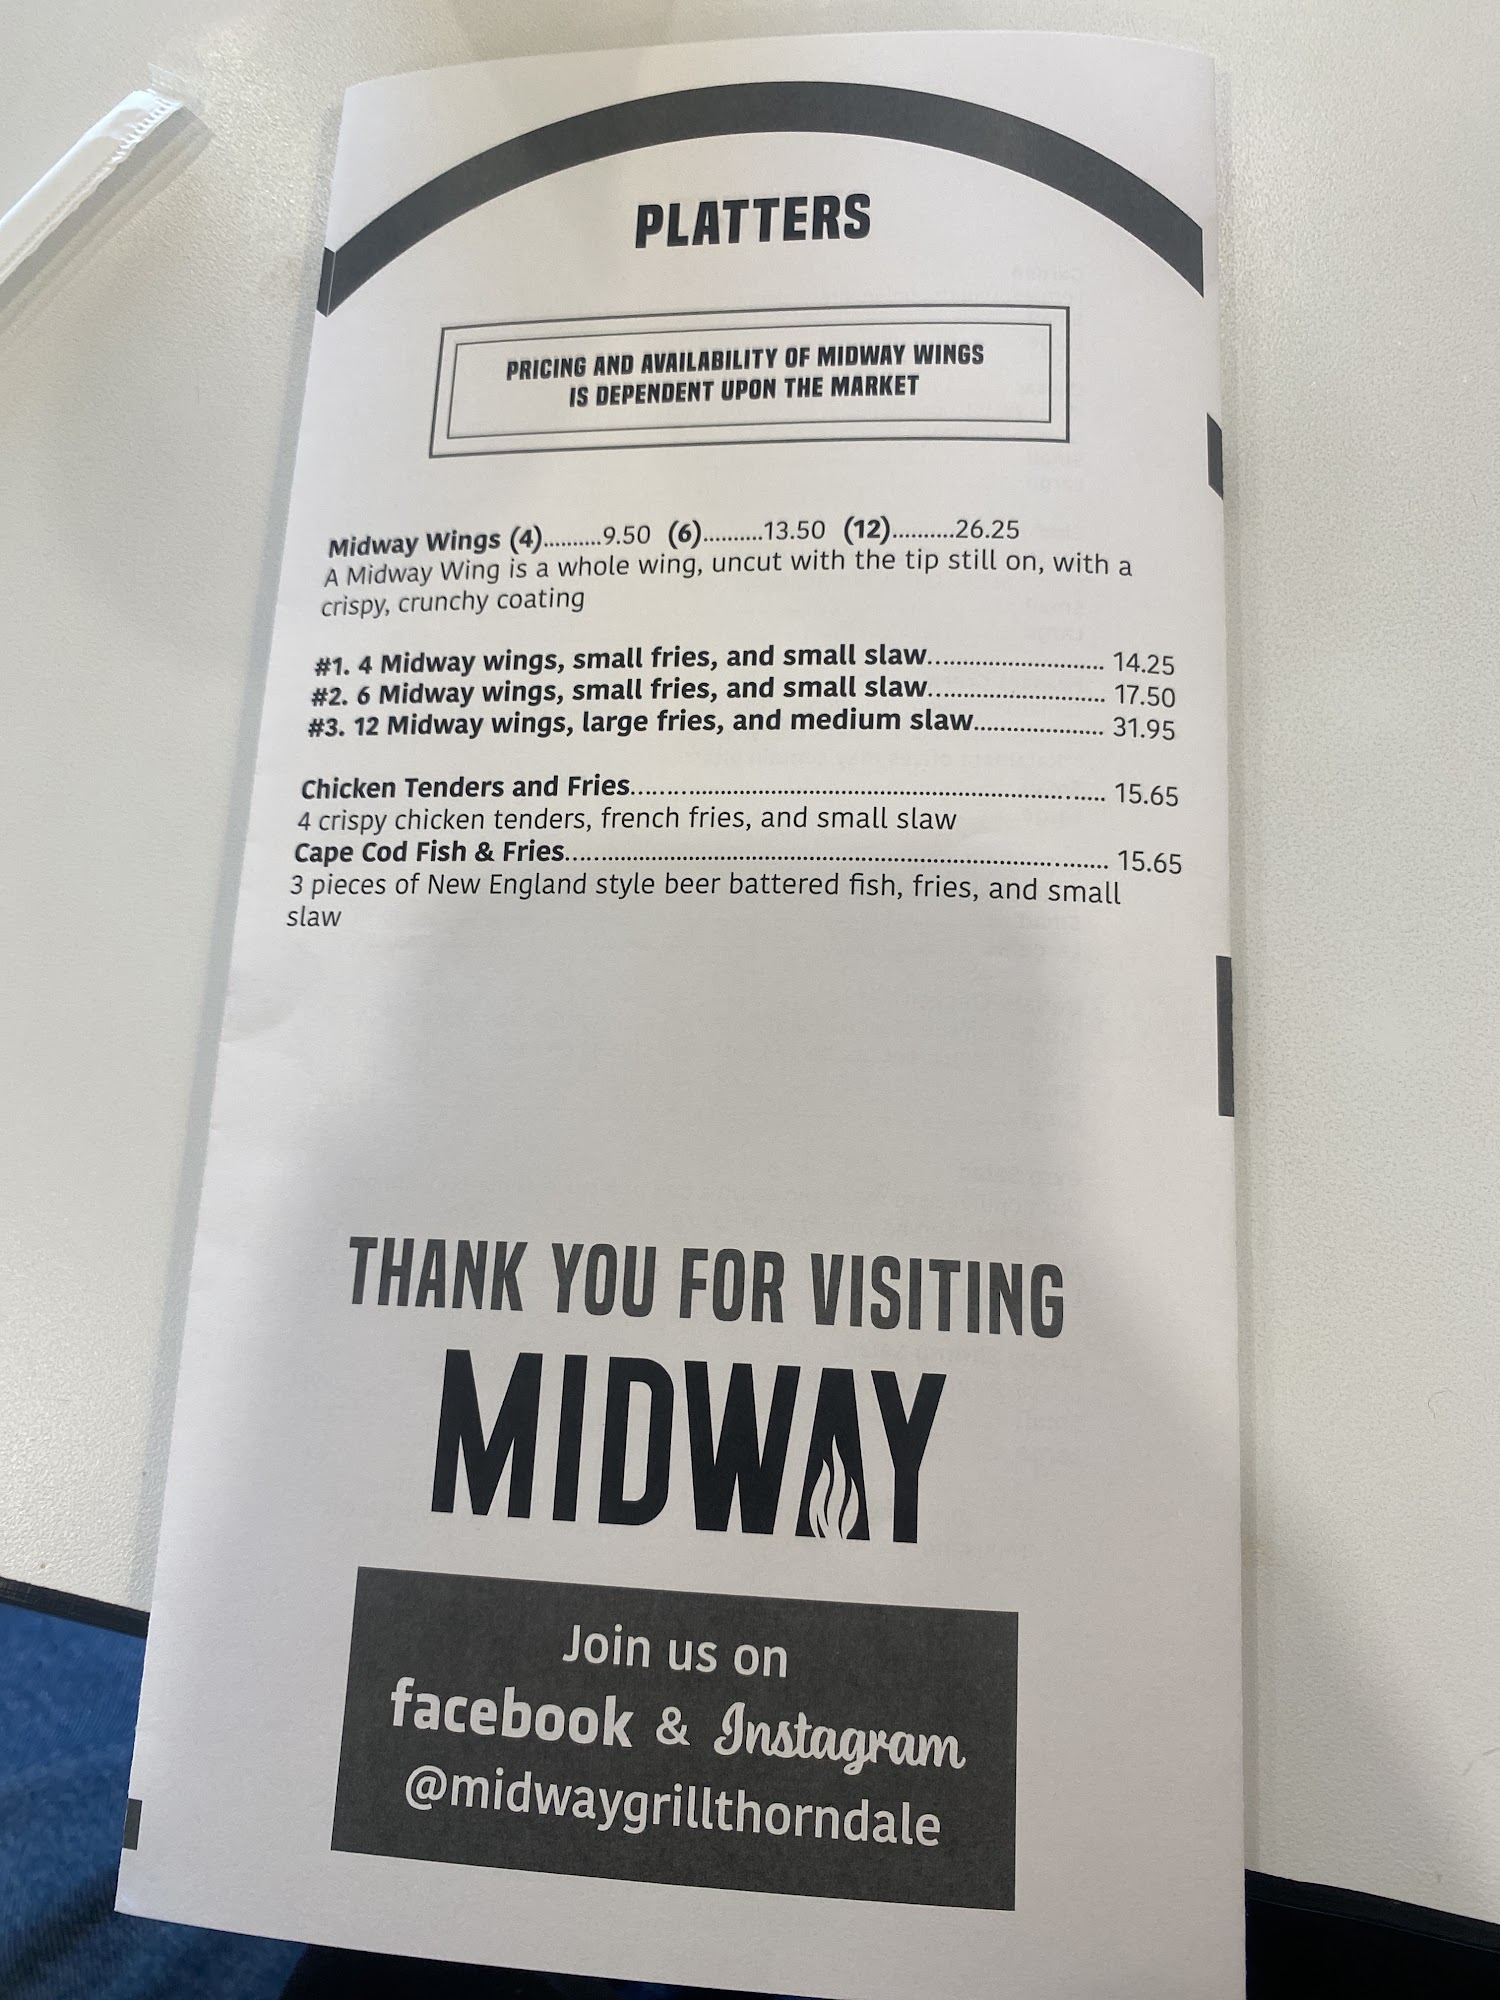 PLATTERS
PRICING AND AVAILABILITY OF MIDWAY WINGS
IS DEPENDENT UPON THE MARKET
Midway Wings (4)..........9.50 (6)..........13.50 (12)..........26.25
A Midway Wing is a whole wing, uncut with the tip still on, with a
crispy, crunchy coating
#1. 4 Midway wings, small fries, and small slaw............................ 14.25
#2. 6 Midway wings, small fries, and small slaw............................ 17.50
#3. 12 Midway wings, large fries, and medium slaw..................... 31.95
Chicken Tenders and Fries........................................................................... 15.65
4 crispy chicken tenders, french fries, and small slaw
Cape Cod Fish & Fries...................................................................................... 15.65
3 pieces of New England style beer battered fish, fries, and small
slaw
THANK YOU FOR VISITING
MIDWAY
Join us on
facebook & Instagram
@midwaygrillthorndale